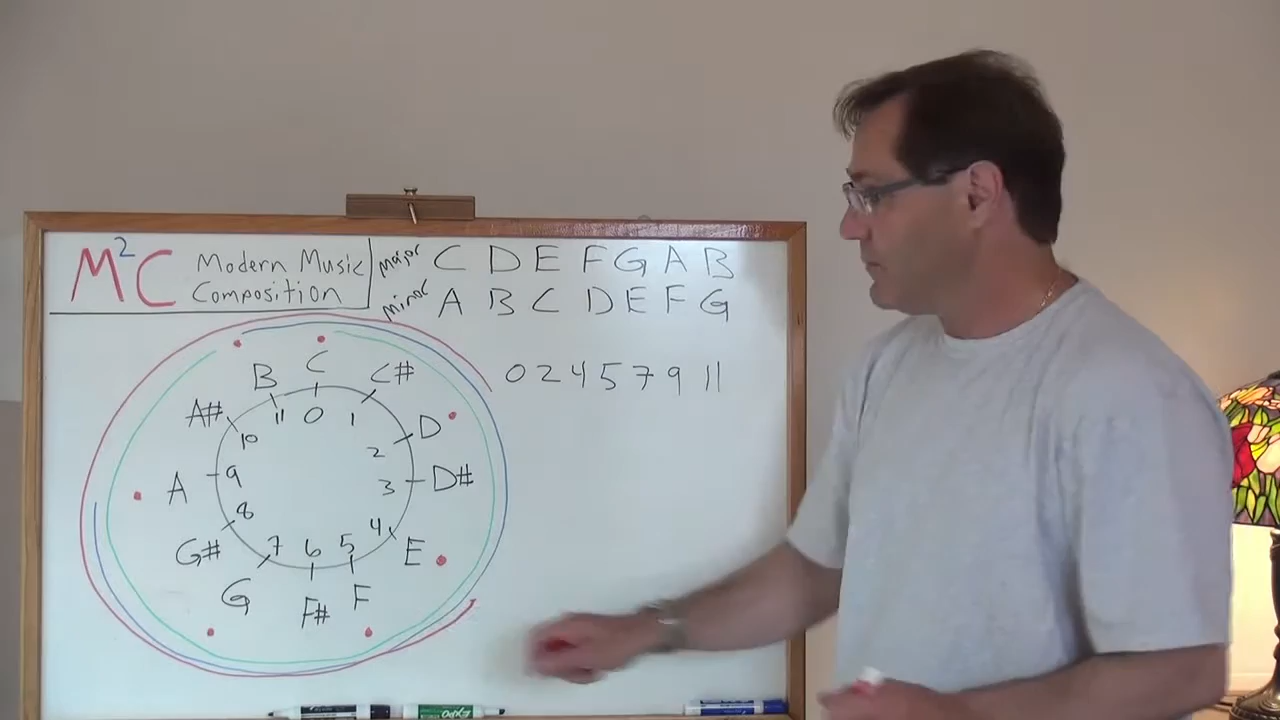 M²C Modern Music Composition
major C D E F G A B
minor A B C D E F G
0 2 4 5 7 9 11
C
B C#
A# D
A D#
G# E
G F
F#
11 0 1
10 2
9 3
8 4
7 6 5
EXPO